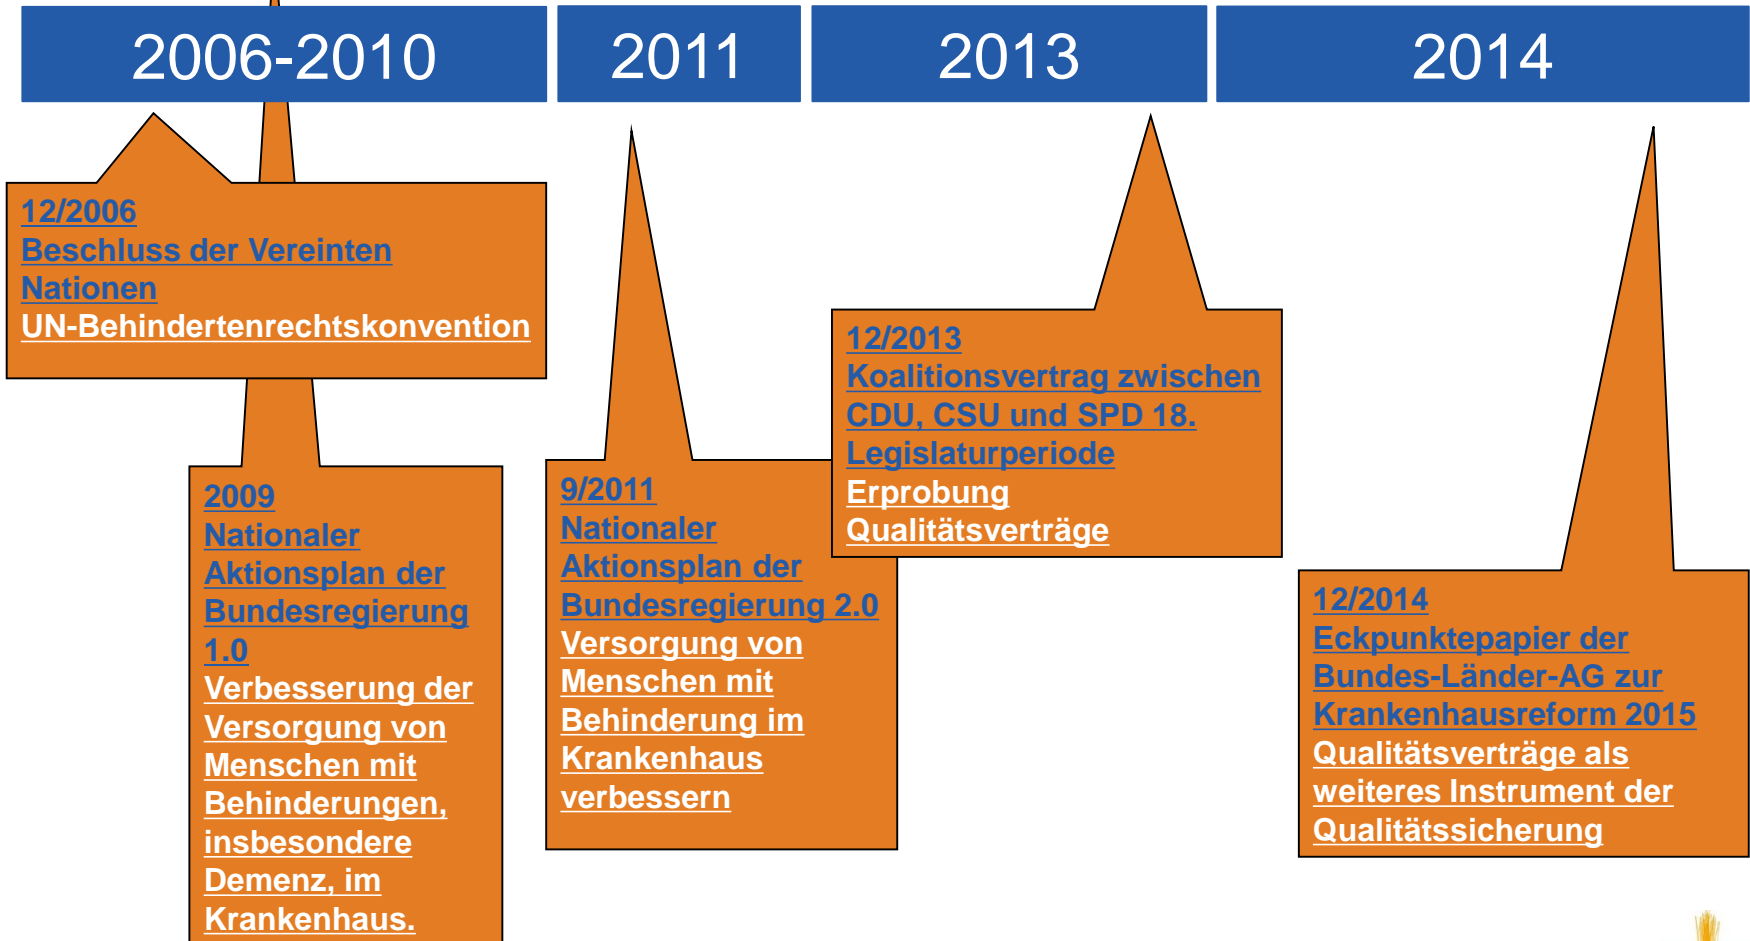 2006-2010
2011
2013
2014
12/2006
Beschluss der Vereinten
Nationen
UN-Behindertenrechtskonvention
2009
Nationaler
Aktionsplan der
Bundesregierung
1.0
Verbesserung der
Versorgung von
Menschen mit
Behinderungen,
insbesondere
Demenz, im
Krankenhaus.
9/2011
Nationaler
Aktionsplan der
Bundesregierung 2.0
Versorgung von
Menschen mit
Behinderung im
Krankenhaus
verbessern
12/2013
Koalitionsvertrag zwischen
CDU, CSU und SPD 18.
Legislaturperiode
Erprobung
Qualitätsverträge
12/2014
Eckpunktepapier der
Bundes-Länder-AG zur
Krankenhausreform 2015
Qualitätsverträge als
weiteres Instrument der
Qualitätssicherung